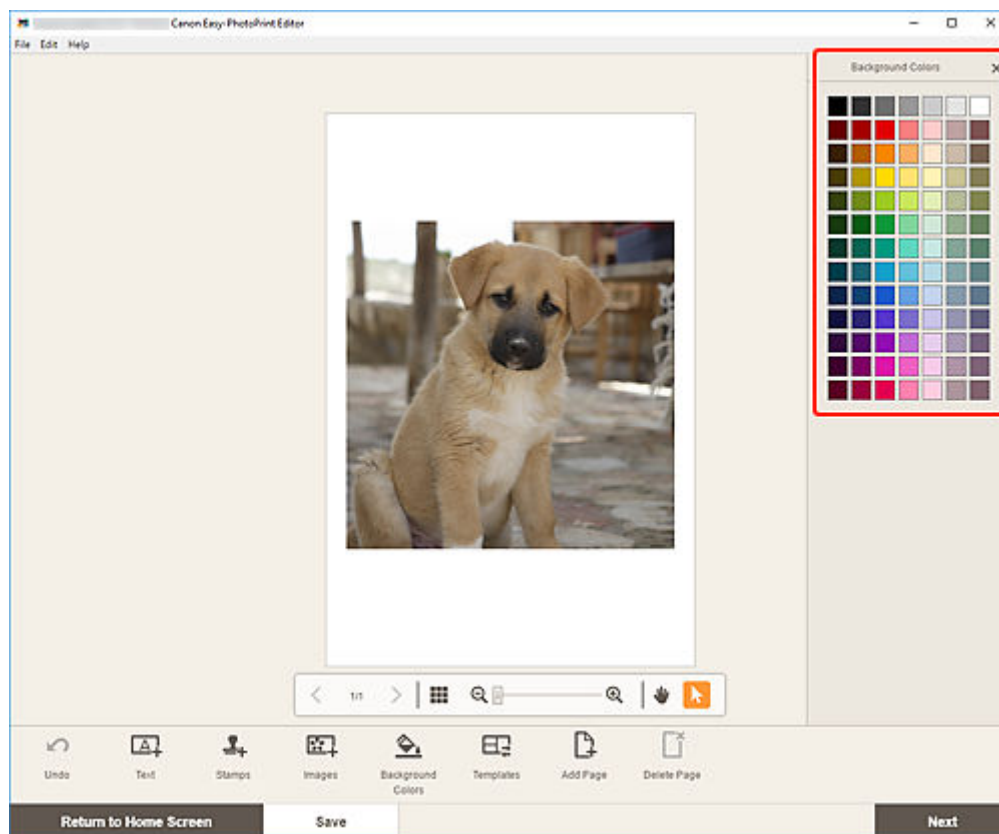 Canon Easy-PhotoPrint Editor
File Edit Help
Background Colors
1/1
Undo
Text
Stamps
Images
Background
Colors
Templates
Add Page
Delete Page
Return to Home Screen
Save
Next